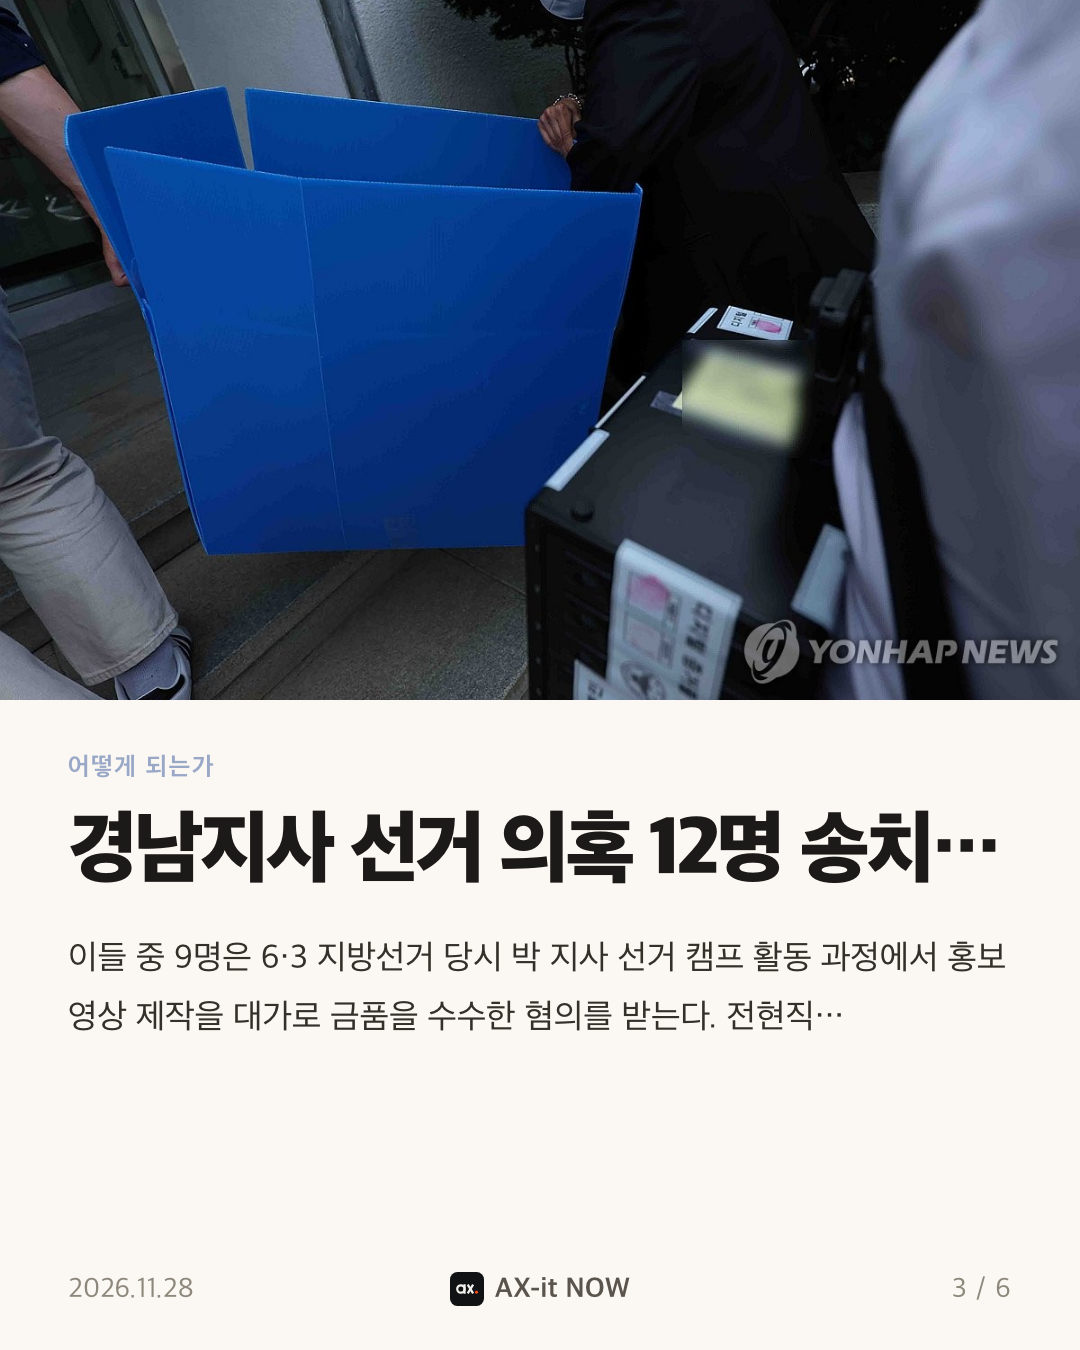 디지털
YONHAP NEWS
어떻게 되는가
경남지사 선거 의혹 12명 송치…
이들 중 9명은 6·3 지방선거 당시 박 지사 선거 캠프 활동 과정에서 홍보
영상 제작을 대가로 금품을 수수한 혐의를 받는다. 전현직…
2026.11.28
ax.
AX-it NOW
3 / 6